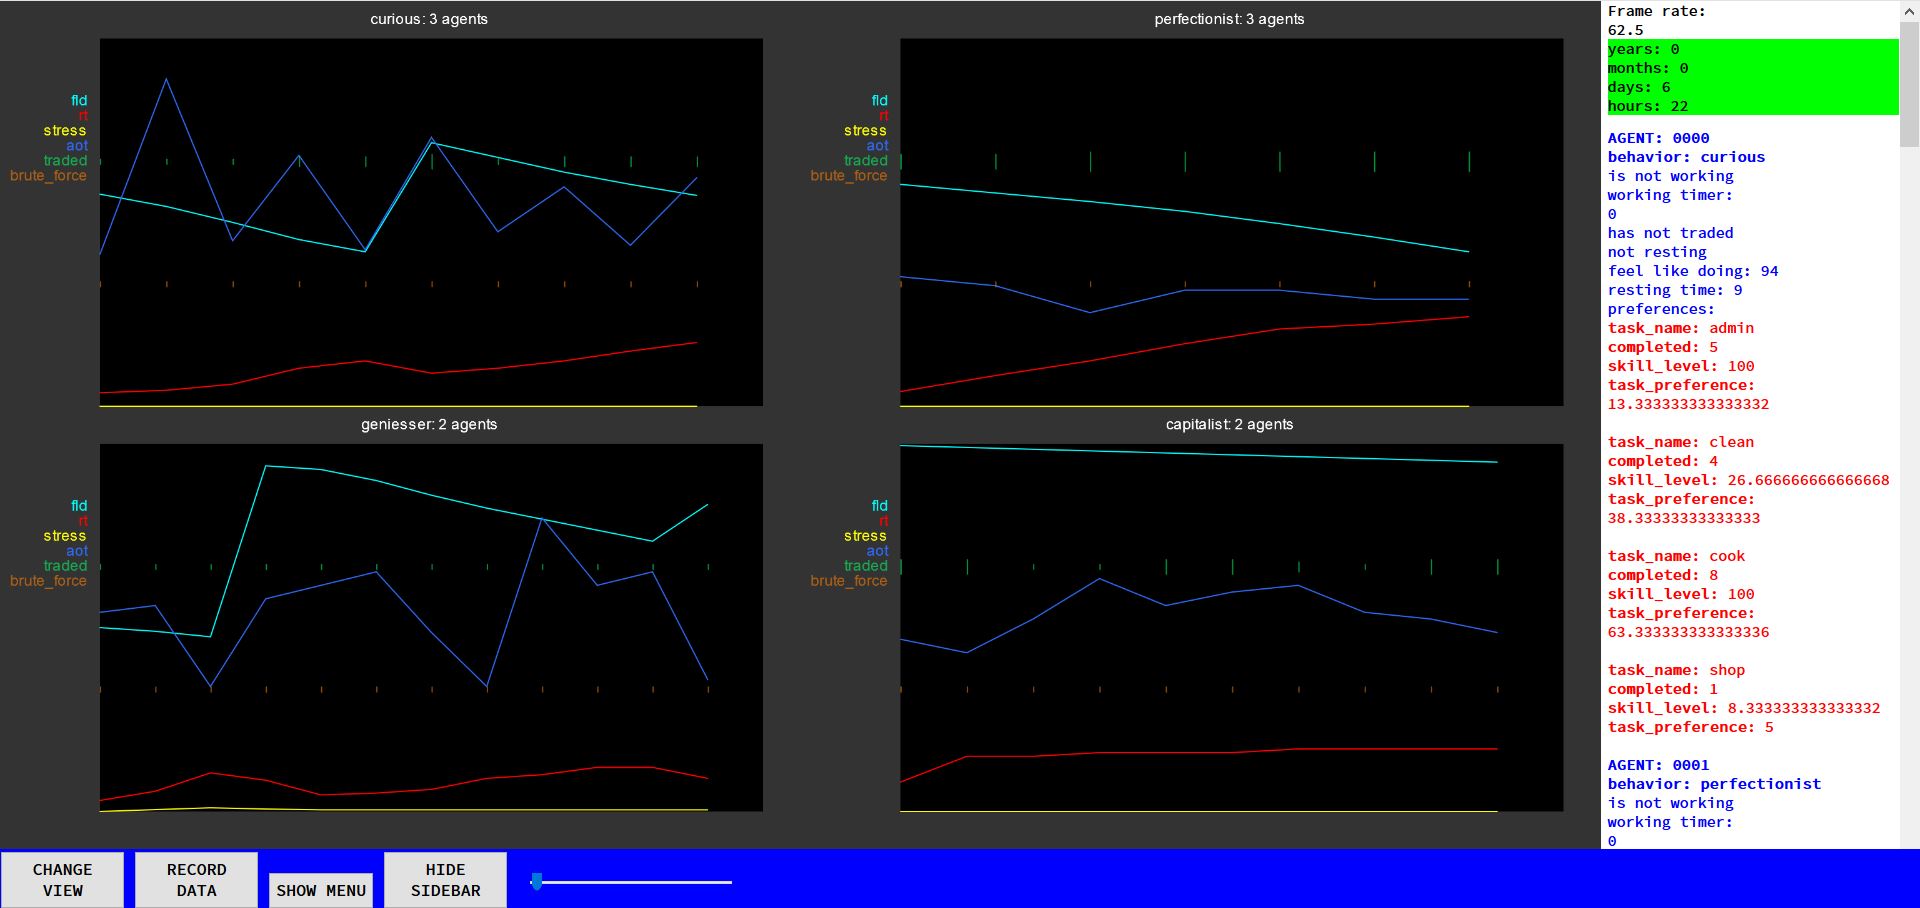 curious: 3 agents
fld
rt
stress
aot
traded
brute_force
perfectionist: 3 agents
fld
rt
stress
aot
traded
brute_force
geniesser: 2 agents
fld
rt
stress
aot
traded
brute_force
capitalist: 2 agents
fld
rt
stress
aot
traded
brute_force
Frame rate:
62.5
years: 0
months: 0
days: 6
hours: 22
AGENT: 0000
behavior: curious
is not working
working timer:
0
has not traded
not resting
feel like doing: 94
resting time: 9
preferences:
task_name: admin
completed: 5
skill_level: 100
task_preference:
13.333333333333332
task_name: clean
completed: 4
skill_level: 26.666666666666668
task_preference:
38.33333333333333
task_name: cook
completed: 8
skill_level: 100
task_preference:
63.333333333333336
task_name: shop
completed: 1
skill_level: 8.333333333333332
task_preference: 5
AGENT: 0001
behavior: perfectionist
is not working
working timer:
0
CHANGE
VIEW
RECORD
DATA
SHOW MENU
HIDE
SIDEBAR